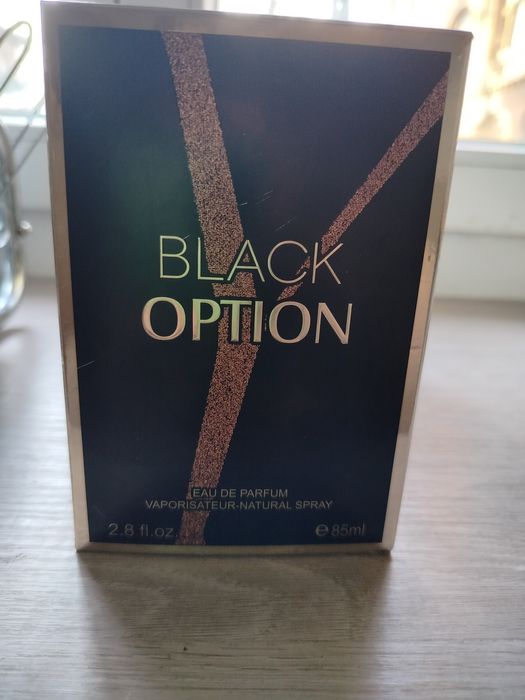 BLACK
OPTION
EAU DE PARFUM
VAPORISATEUR-NATURAL SPRAY
2.8 fl.oz. ℮85ml